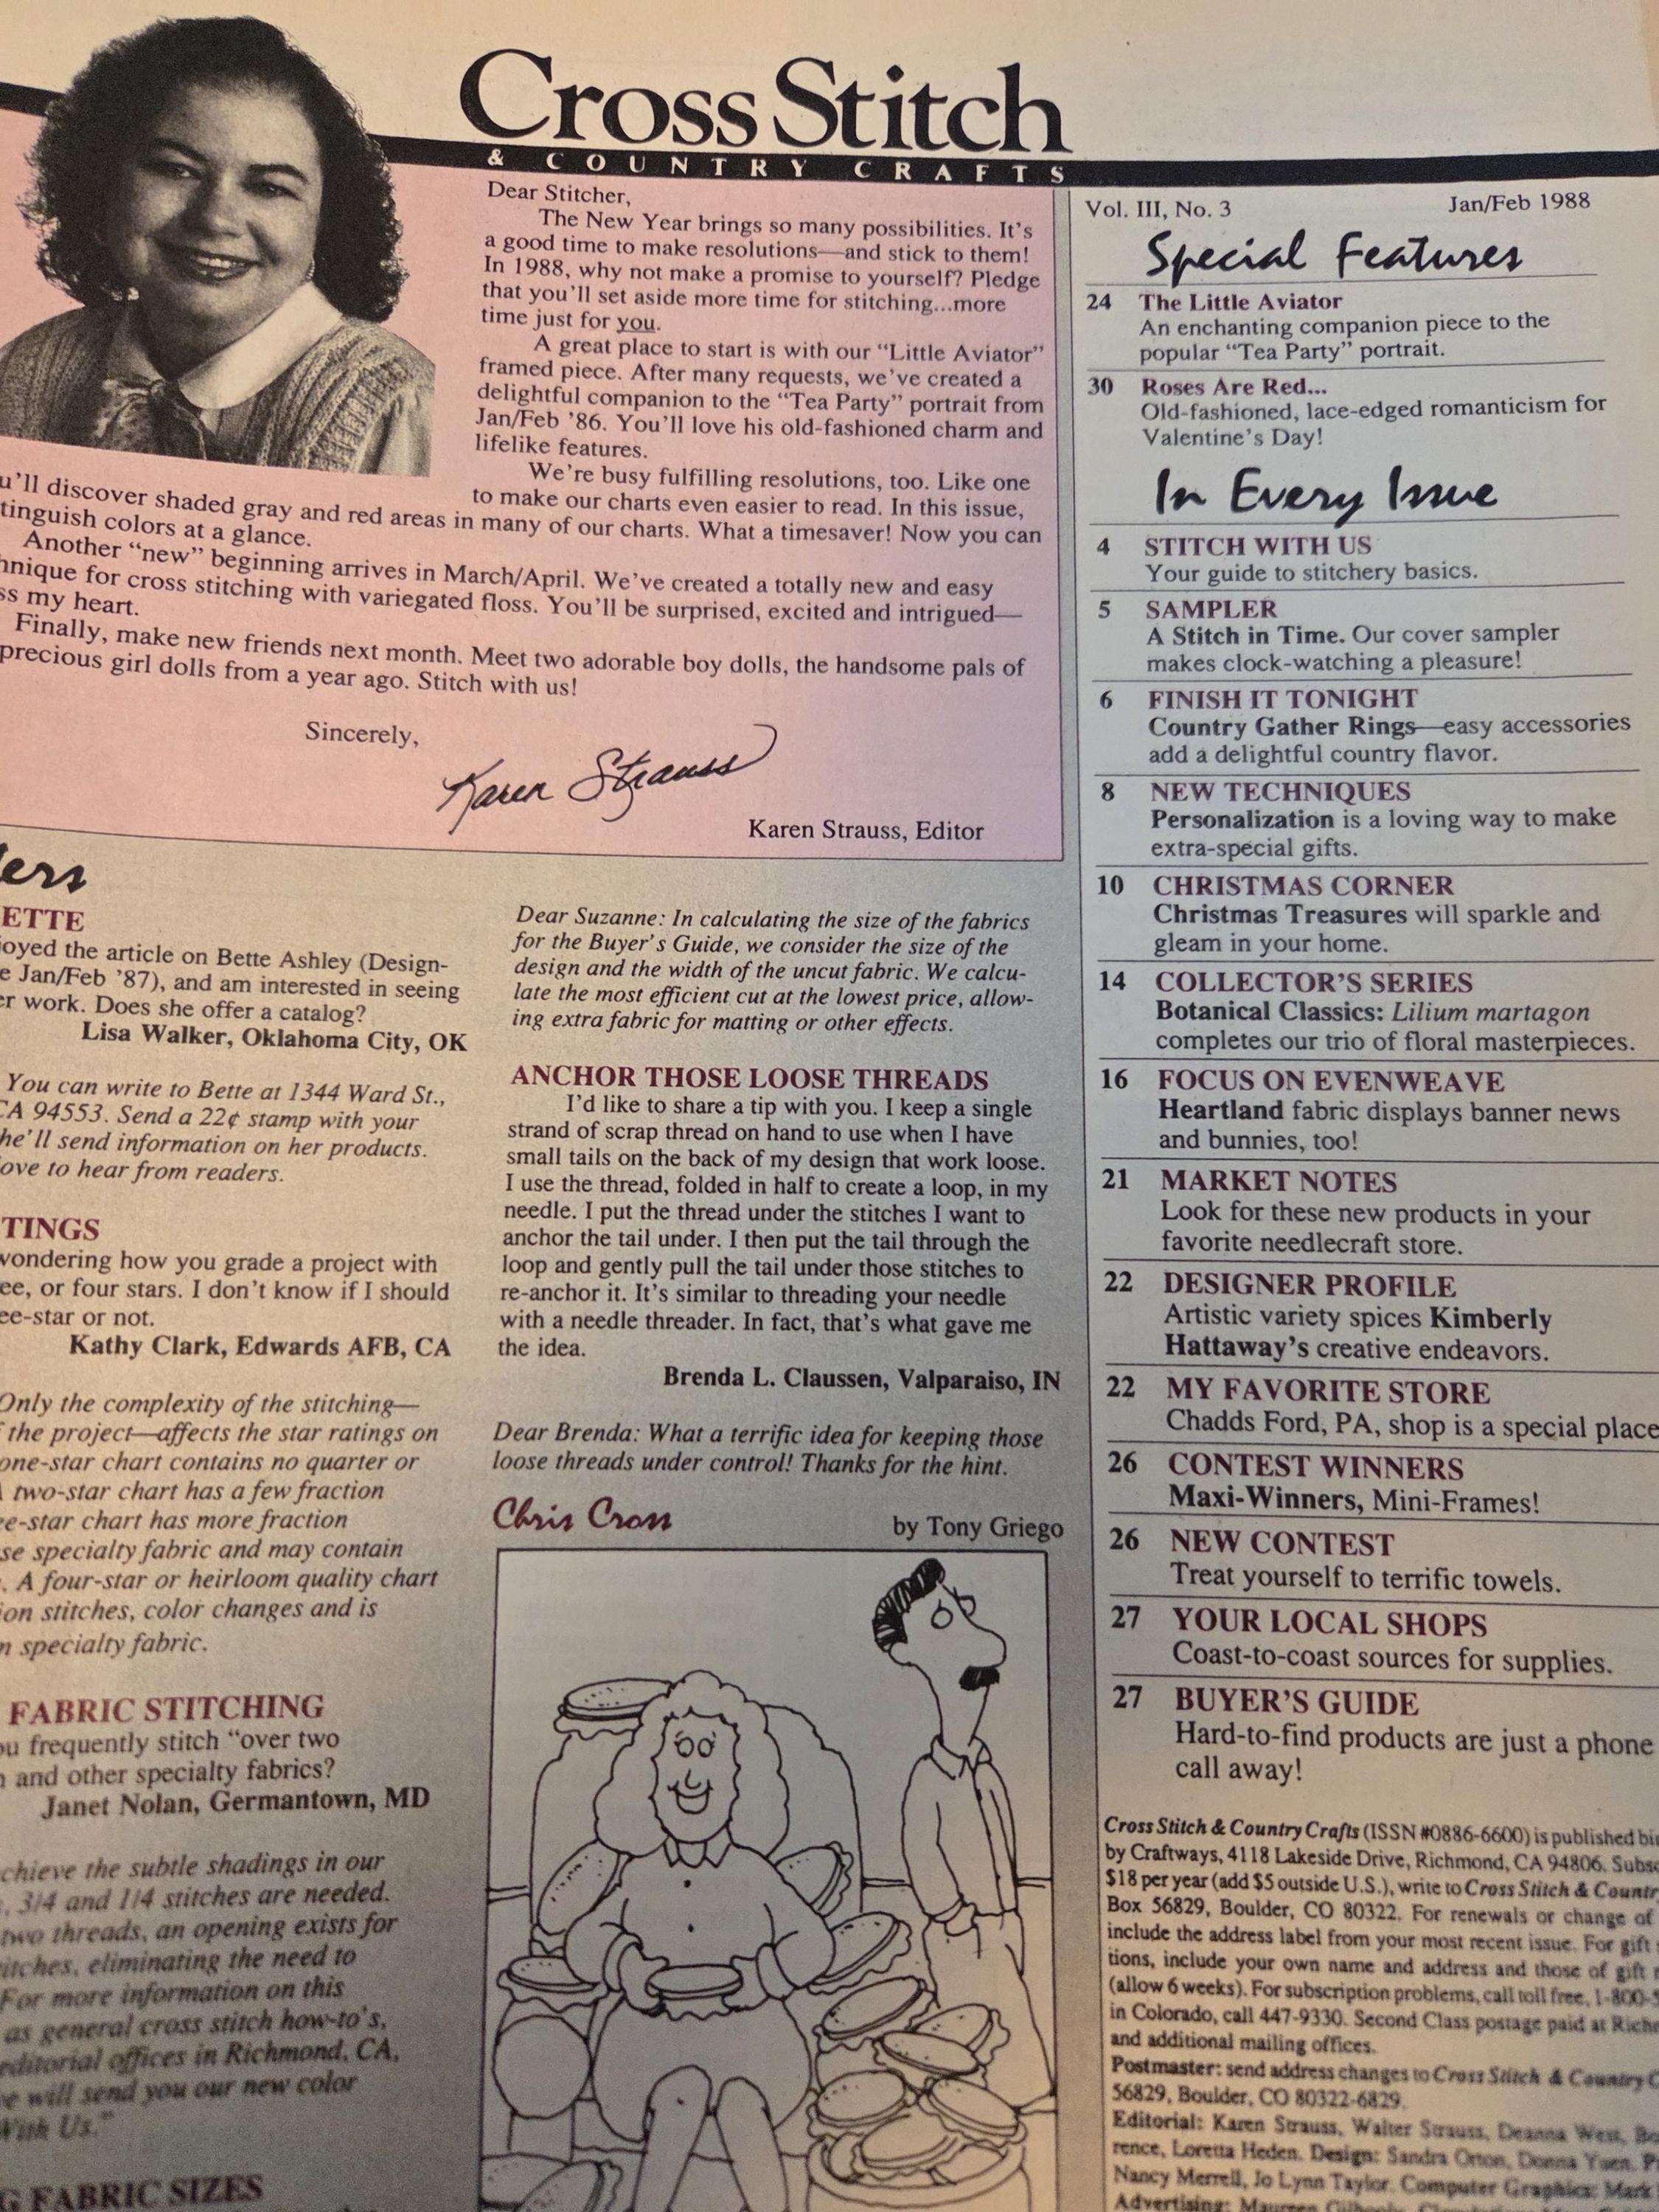 Cross Stitch
& COUNTRY CRAFTS
Dear Stitcher,
The New Year brings so many possibilities. It's
a good time to make resolutions—and stick to them!
In 1988, why not make a promise to yourself? Pledge
that you'll set aside more time for stitching...more
time just for you.
A great place to start is with our "Little Aviator"
framed piece. After many requests, we've created a
delightful companion to the "Tea Party" portrait from
Jan/Feb '86. You'll love his old-fashioned charm and
lifelike features.
We're busy fulfilling resolutions, too. Like one
to make our charts even easier to read. In this issue,
u'll discover shaded gray and red areas in many of our charts. What a timesaver! Now you can
tinguish colors at a glance.
Another "new" beginning arrives in March/April. We've created a totally new and easy
hnique for cross stitching with variegated floss. You'll be surprised, excited and intrigued—
ss my heart.
Finally, make new friends next month. Meet two adorable boy dolls, the handsome pals of
precious girl dolls from a year ago. Stitch with us!
Sincerely,
Karen Strauss
Karen Strauss, Editor
ers
ETTE
joyed the article on Bette Ashley (Design-
e Jan/Feb '87), and am interested in seeing
er work. Does she offer a catalog?
Lisa Walker, Oklahoma City, OK
You can write to Bette at 1344 Ward St.,
CA 94553. Send a 22¢ stamp with your
he'll send information on her products.
ove to hear from readers.
TINGS
wondering how you grade a project with
ee, or four stars. I don't know if I should
ee-star or not.
Kathy Clark, Edwards AFB, CA
Only the complexity of the stitching—
the project—affects the star ratings on
one-star chart contains no quarter or
two-star chart has a few fraction
ee-star chart has more fraction
se specialty fabric and may contain
. A four-star or heirloom quality chart
ion stitches, color changes and is
n specialty fabric.
FABRIC STITCHING
ou frequently stitch "over two
and other specialty fabrics?
Janet Nolan, Germantown, MD
chieve the subtle shadings in our
, 3/4 and 1/4 stitches are needed.
two threads, an opening exists for
itches, eliminating the need to
For more information on this
as general cross stitch how-to's,
editorial offices in Richmond, CA,
we will send you our new color
With Us."
G FABRIC SIZES
Dear Suzanne: In calculating the size of the fabrics
for the Buyer's Guide, we consider the size of the
design and the width of the uncut fabric. We calcu-
late the most efficient cut at the lowest price, allow-
ing extra fabric for matting or other effects.
ANCHOR THOSE LOOSE THREADS
I'd like to share a tip with you. I keep a single
strand of scrap thread on hand to use when I have
small tails on the back of my design that work loose.
I use the thread, folded in half to create a loop, in my
needle. I put the thread under the stitches I want to
anchor the tail under. I then put the tail through the
loop and gently pull the tail under those stitches to
re-anchor it. It's similar to threading your needle
with a needle threader. In fact, that's what gave me
the idea.
Brenda L. Claussen, Valparaiso, IN
Dear Brenda: What a terrific idea for keeping those
loose threads under control! Thanks for the hint.
Chris Cross by Tony Griego
Vol. III, No. 3 Jan/Feb 1988
Special Features
24 The Little Aviator
An enchanting companion piece to the
popular "Tea Party" portrait.
30 Roses Are Red...
Old-fashioned, lace-edged romanticism for
Valentine's Day!
In Every Issue
4 STITCH WITH US
Your guide to stitchery basics.
5 SAMPLER
A Stitch in Time. Our cover sampler
makes clock-watching a pleasure!
6 FINISH IT TONIGHT
Country Gather Rings—easy accessories
add a delightful country flavor.
8 NEW TECHNIQUES
Personalization is a loving way to make
extra-special gifts.
10 CHRISTMAS CORNER
Christmas Treasures will sparkle and
gleam in your home.
14 COLLECTOR'S SERIES
Botanical Classics: Lilium martagon
completes our trio of floral masterpieces.
16 FOCUS ON EVENWEAVE
Heartland fabric displays banner news
and bunnies, too!
21 MARKET NOTES
Look for these new products in your
favorite needlecraft store.
22 DESIGNER PROFILE
Artistic variety spices Kimberly
Hattaway's creative endeavors.
22 MY FAVORITE STORE
Chadds Ford, PA, shop is a special place
26 CONTEST WINNERS
Maxi-Winners, Mini-Frames!
26 NEW CONTEST
Treat yourself to terrific towels.
27 YOUR LOCAL SHOPS
Coast-to-coast sources for supplies.
27 BUYER'S GUIDE
Hard-to-find products are just a phone
call away!
Cross Stitch & Country Crafts (ISSN #0886-6600) is published bi
by Craftways, 4118 Lakeside Drive, Richmond, CA 94806. Subs
$18 per year (add $5 outside U.S.), write to Cross Stitch & Countr
Box 56829, Boulder, CO 80322. For renewals or change of
include the address label from your most recent issue. For gift
tions, include your own name and address and those of gift
(allow 6 weeks). For subscription problems, call toll free, 1-800-
in Colorado, call 447-9330. Second Class postage paid at Rich
and additional mailing offices.
Postmaster: send address changes to Cross Stitch & Country C
56829, Boulder, CO 80322-6829.
Editorial: Karen Strauss, Walter Strauss, Deanna West, Bo
rence, Loretta Heden. Design: Sandra Orton, Donna Yuen. P
Nancy Merrell, Jo Lynn Taylor. Computer Graphics: Mark
Advertising: Maureen